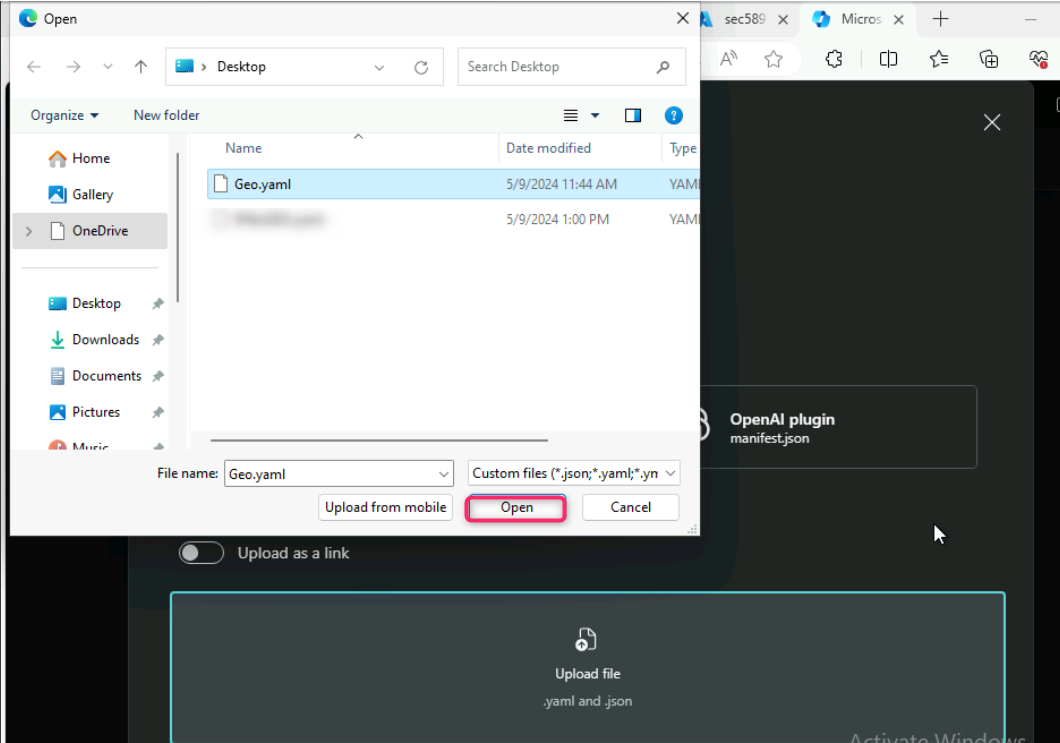 Open
sec589
Micros
Desktop
Search Desktop
Organize
New folder
Name
Date modified
Type
Home
Gallery
OneDrive
Desktop
Downloads
Documents
Pictures
Music
Geo.yaml
5/9/2024 11:44 AM
YAMI
5/9/2024 1:00 PM
YAMI
File name:
Geo.yaml
Custom files (*.json;*.yaml;*.yn
Upload from mobile
Open
Cancel
OpenAI plugin
manifest.json
Upload as a link
Upload file
.yaml and .json
Activate Windows